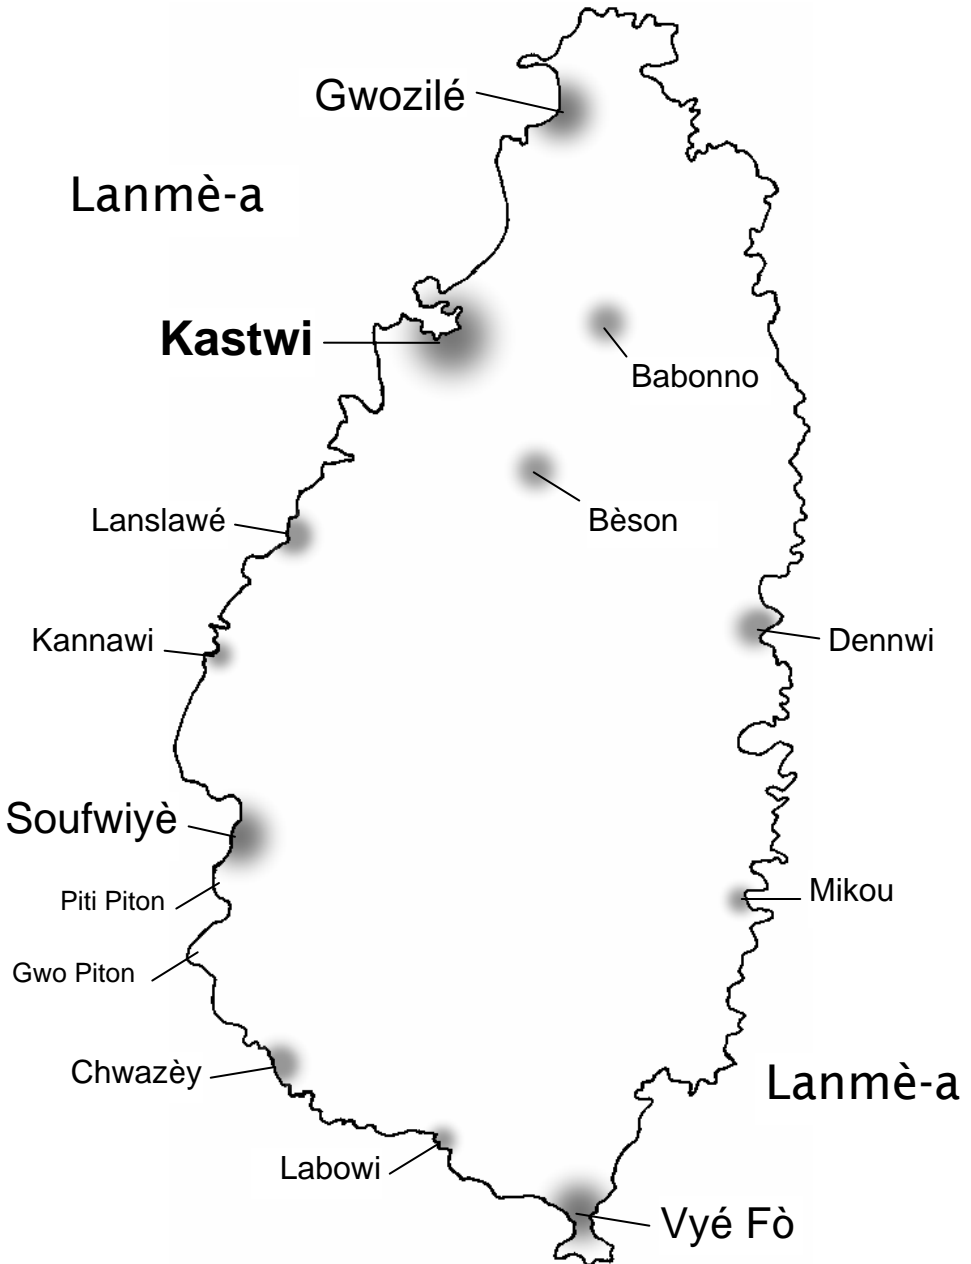 Gwozilé
Lanmè-a
Kastwi
Babonno
Lanslawé
Bèson
Kannawi
Dennwi
Soufwiyè
Piti Piton
Mikou
Gwo Piton
Chwazèy
Lanmè-a
Labowi
Vyé Fò